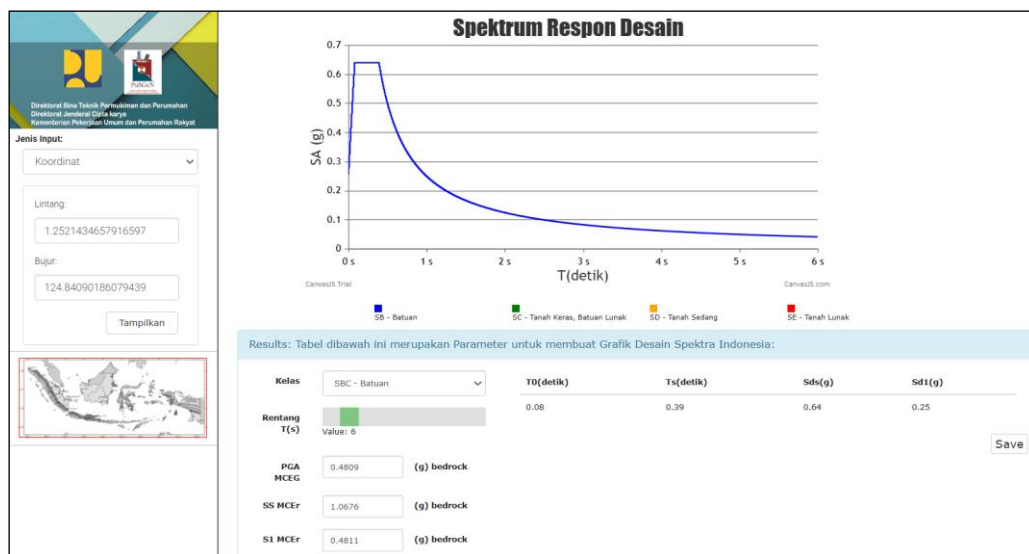 PuSGeN
Direktorat Bina Teknik Permukiman dan Perumahan
Direktorat Jenderal Cipta karya
Kementerian Pekerjaan Umum dan Perumahan Rakyat
Jenis Input:
Koordinat
Lintang:
1.2521434657916597
Bujur:
124.84090186079439
Tampilkan
Spektrum Respon Desain
SA (g)
0.7
0.6
0.5
0.4
0.3
0.2
0.1
0
0 s 1 s 2 s 3 s 4 s 5 s 6 s
T(detik)
CanvasJS Trial CanvasJS.com
SB - Batuan SC - Tanah Keras, Batuan Lunak SD - Tanah Sedang SE - Tanah Lunak
Results: Tabel dibawah ini merupakan Parameter untuk membuat Grafik Desain Spektra Indonesia:
Kelas SBC - Batuan
Rentang T(s)
Value: 6
PGA MCEG 0.4809 (g) bedrock
SS MCEr 1.0676 (g) bedrock
S1 MCEr 0.4811 (g) bedrock
T0(detik) Ts(detik) Sds(g) Sd1(g)
0.08 0.39 0.64 0.25
Save